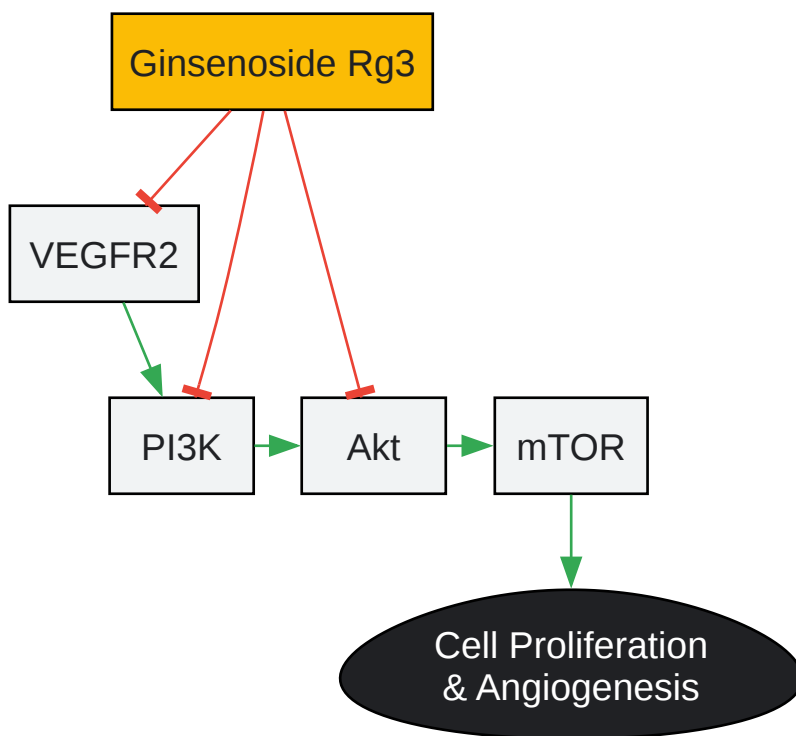 Ginsenoside Rg3
VEGFR2
PI3K
Akt
mTOR
Cell Proliferation
& Angiogenesis